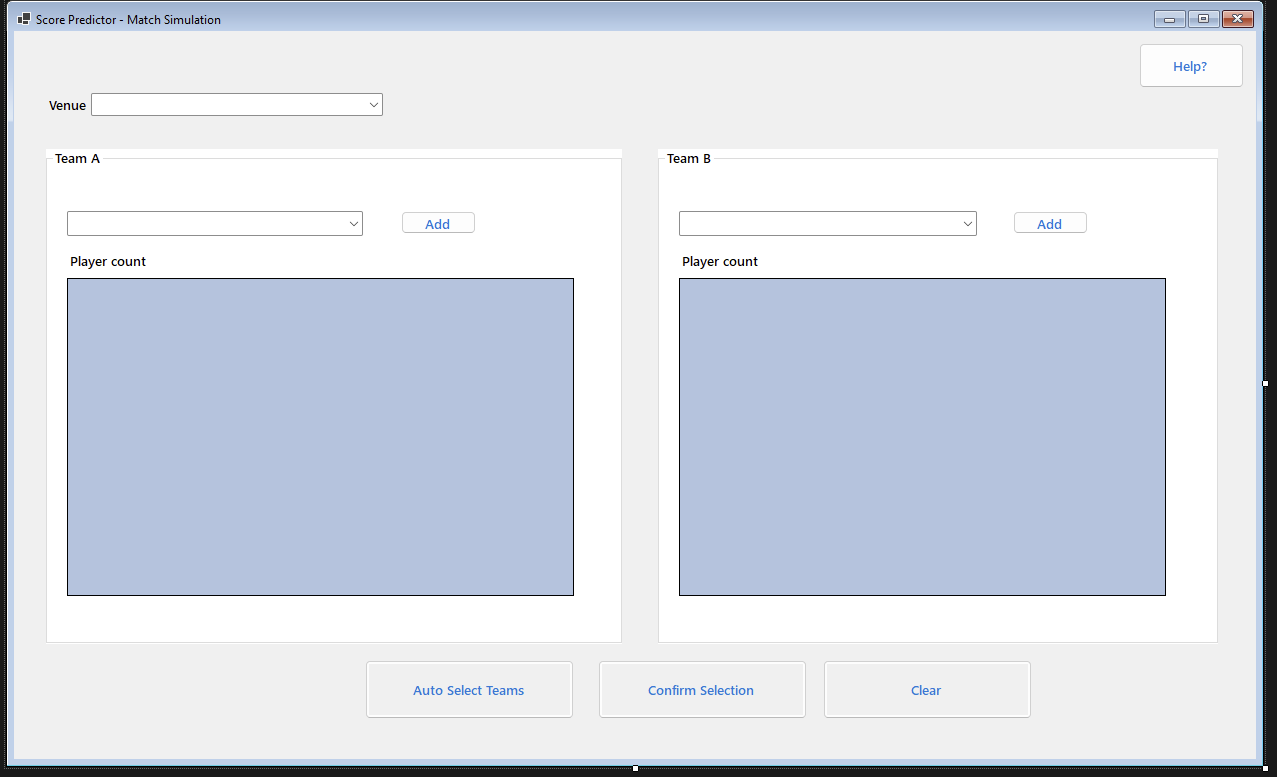 Score Predictor - Match Simulation
Help?
Venue
Team A
Team B
Add
Add
Player count
Player count
Auto Select Teams
Confirm Selection
Clear